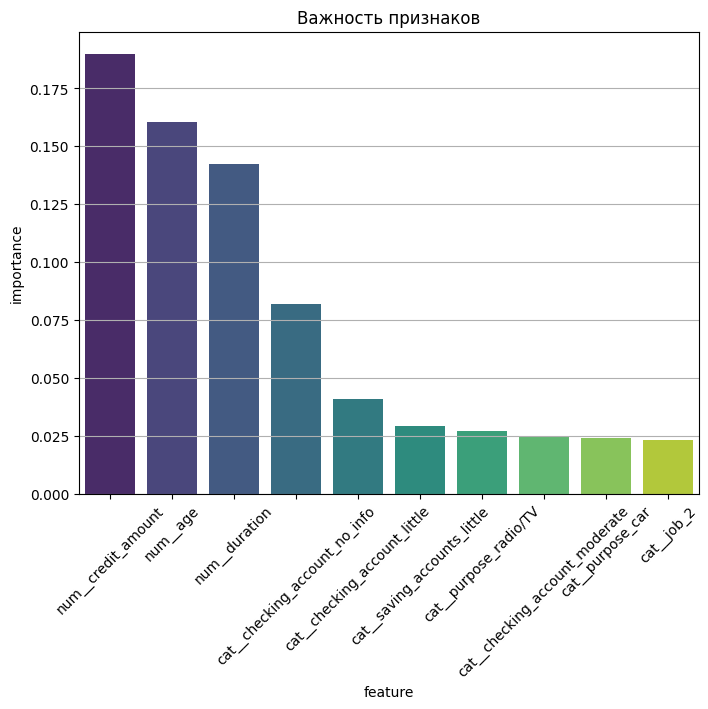 Важность признаков
importance
0.175
0.150
0.125
0.100
0.075
0.050
0.025
0.000
num__credit_amount
num__age
num__duration
cat__checking_account_no_info
cat__checking_account_little
cat__saving_accounts_little
cat__purpose_radio/TV
cat__checking_account_moderate
cat__purpose_car
cat__job_2
feature